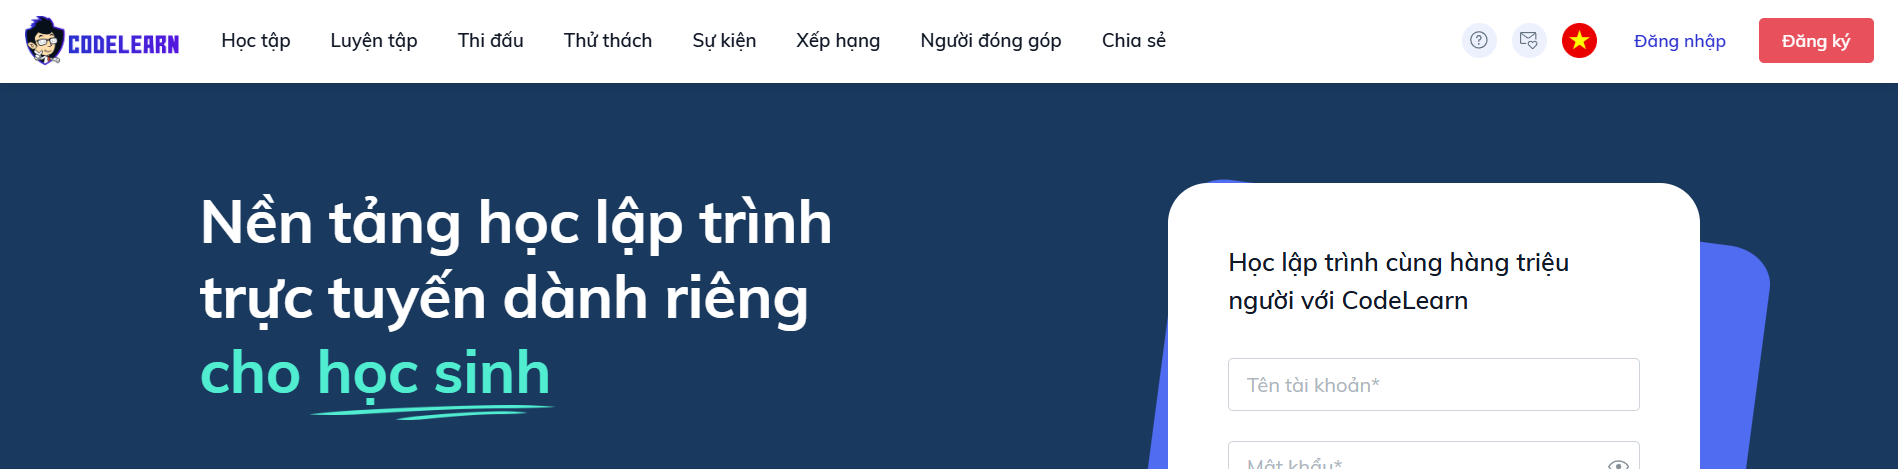 CODELEARN
Học tập
Luyện tập
Thi đấu
Thử thách
Sự kiện
Xếp hạng
Người đóng góp
Chia sẻ
Đăng nhập
Đăng ký
Nền tảng học lập trình
trực tuyến dành riêng
cho học sinh
Học lập trình cùng hàng triệu
người với CodeLearn
Tên tài khoản*
Mật khẩu*